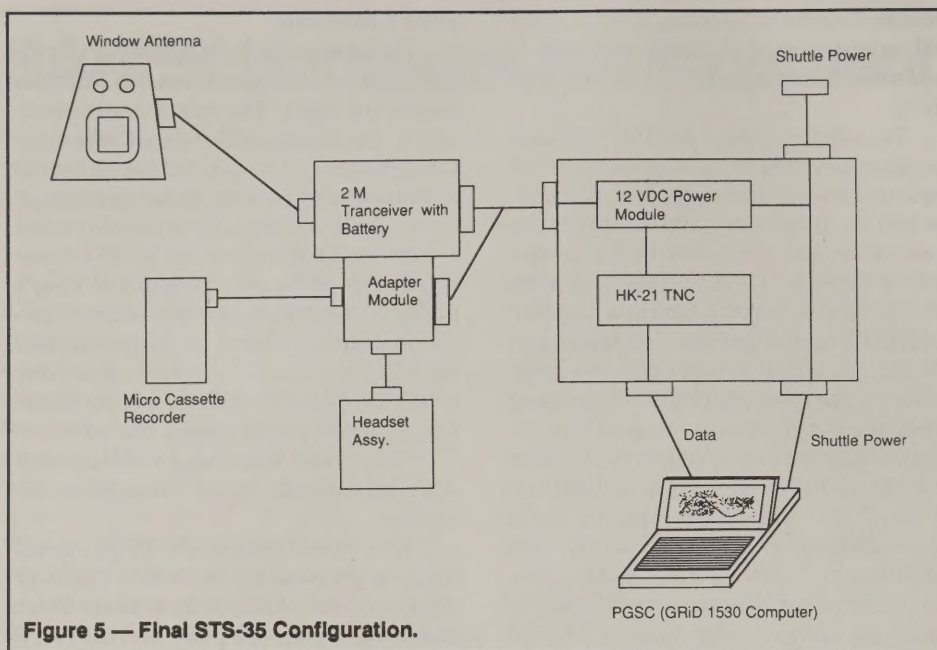 Window Antenna
Shuttle Power
2 M
Tranceiver with
Battery
12 VDC Power
Module
Adapter
Module
HK-21 TNC
Micro Cassette
Recorder
Headset
Assy.
Data
Shuttle Power
PGSC (GRiD 1530 Computer)
Figure 5 — Final STS-35 Configuration.